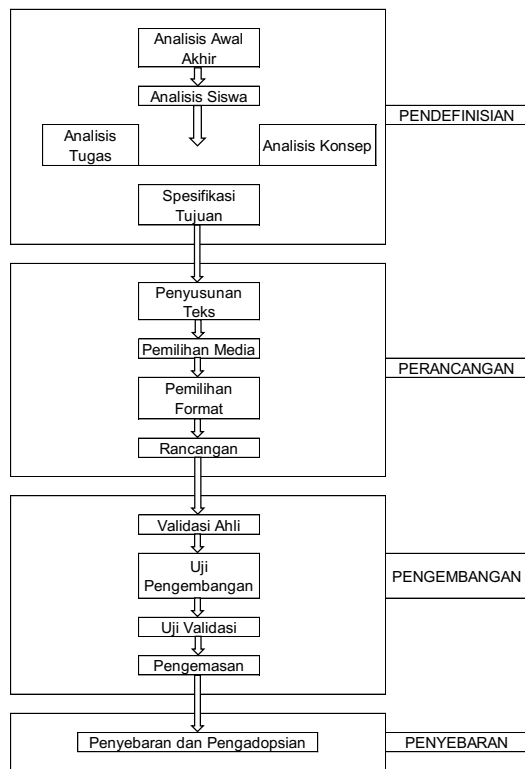 Analisis Awal
Akhir
Analisis Siswa
PENDEFINISIAN
Analisis
Tugas
Analisis Konsep
Spesifikasi
Tujuan
Penyusunan
Teks
Pemilihan Media
PERANCANGAN
Pemilihan
Format
Rancangan
Validasi Ahli
Uji
Pengembangan
PENGEMBANGAN
Uji Validasi
Pengemasan
Penyebaran dan Pengadopsian
PENYEBARAN